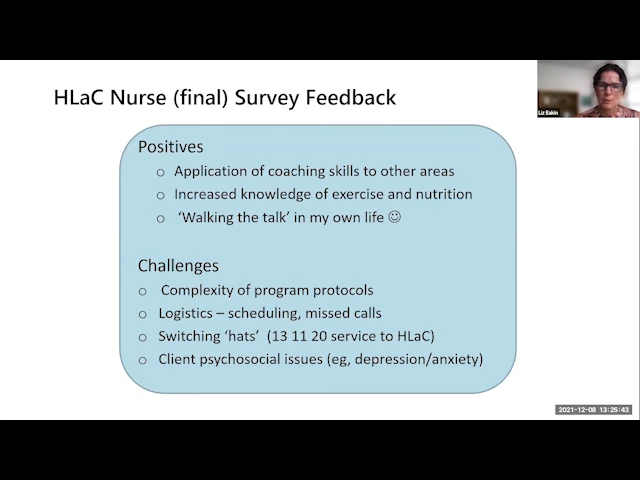 HLaC Nurse (final) Survey Feedback
Liz Eakin
Positives
o Application of coaching skills to other areas
o Increased knowledge of exercise and nutrition
o ‘Walking the talk’ in my own life ☺
Challenges
o Complexity of program protocols
o Logistics – scheduling, missed calls
o Switching ‘hats’ (13 11 20 service to HLaC)
o Client psychosocial issues (eg, depression/anxiety)
2021-12-08 13:25:43